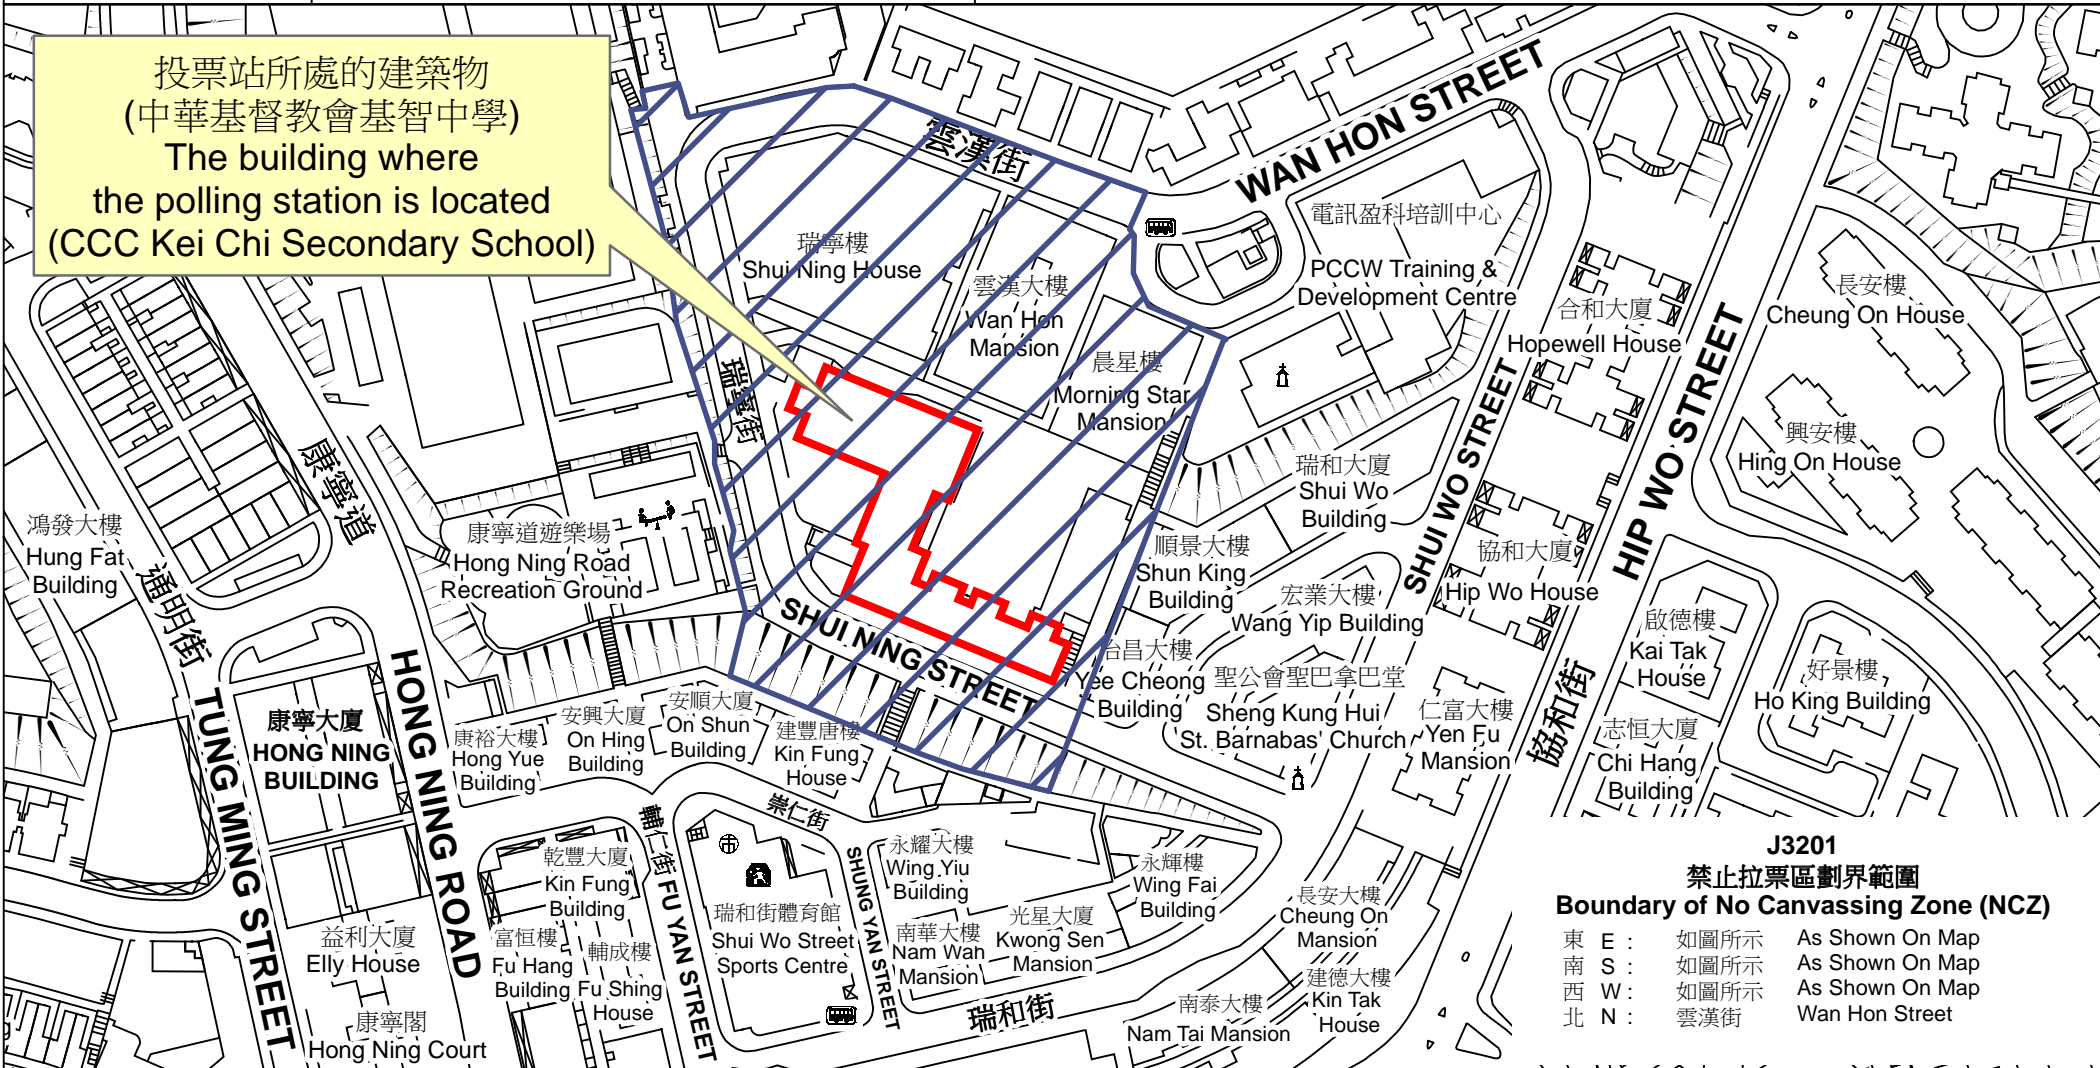 投票站所處的建築物
(中華基督教會基智中學)
The building where
the polling station is located
(CCC Kei Chi Secondary School)
雲漢街
WAN HON STREET
瑞寧樓
Shui Ning House
雲漢大樓
Wan Hon
Mansion
晨星樓
Morning Star
Mansion
電訊盈科培訓中心
PCCW Training &
Development Centre
合和大廈
Hopewell House
長安樓
Cheung On House
興安樓
Hing On House
瑞寧街
康寧道
鴻發大樓
Hung Fat
Building
通明街
康寧道遊樂場
Hong Ning Road
Recreation Ground
瑞和大廈
Shui Wo
Building
SHUI WO STREET
HIP WO STREET
順景大樓
Shun King
Building
宏業大樓
Wang Yip Building
協和大廈
Hip Wo House
啟德樓
Kai Tak
House
好景樓
Ho King Building
SHUI NING STREET
怡昌大樓
Yee Cheong
Building
聖公會聖巴拿巴堂
Sheng Kung Hui
St. Barnabas' Church
仁富大樓
Yen Fu
Mansion
協和街
志恒大廈
Chi Hang
Building
TUNG MING STREET
康寧大廈
HONG NING
BUILDING
HONG NING ROAD
康裕大樓
Hong Yue
Building
安興大廈
On Hing
Building
安順大廈
On Shun
Building
建豐唐樓
Kin Fung
House
崇仁街
輔仁街 FU YAN STREET
SHUNG YAN STREET
乾豐大廈
Kin Fung
Building
永耀大樓
Wing Yiu
Building
永輝樓
Wing Fai
Building
益利大廈
Elly House
富恒樓
Fu Hang
Building
輔成樓
Fu Shing
House
瑞和街體育館
Shui Wo Street
Sports Centre
南華大樓
Nam Wah
Mansion
光星大廈
Kwong Sen
Mansion
長安大樓
Cheung On
Mansion
建德大樓
Kin Tak
House
康寧閣
Hong Ning Court
瑞和街
南泰大樓
Nam Tai Mansion
J3201
禁止拉票區劃界範圍
Boundary of No Canvassing Zone (NCZ)
東 E : 如圖所示 As Shown On Map
南 S : 如圖所示 As Shown On Map
西 W : 如圖所示 As Shown On Map
北 N : 雲漢街 Wan Hon Street